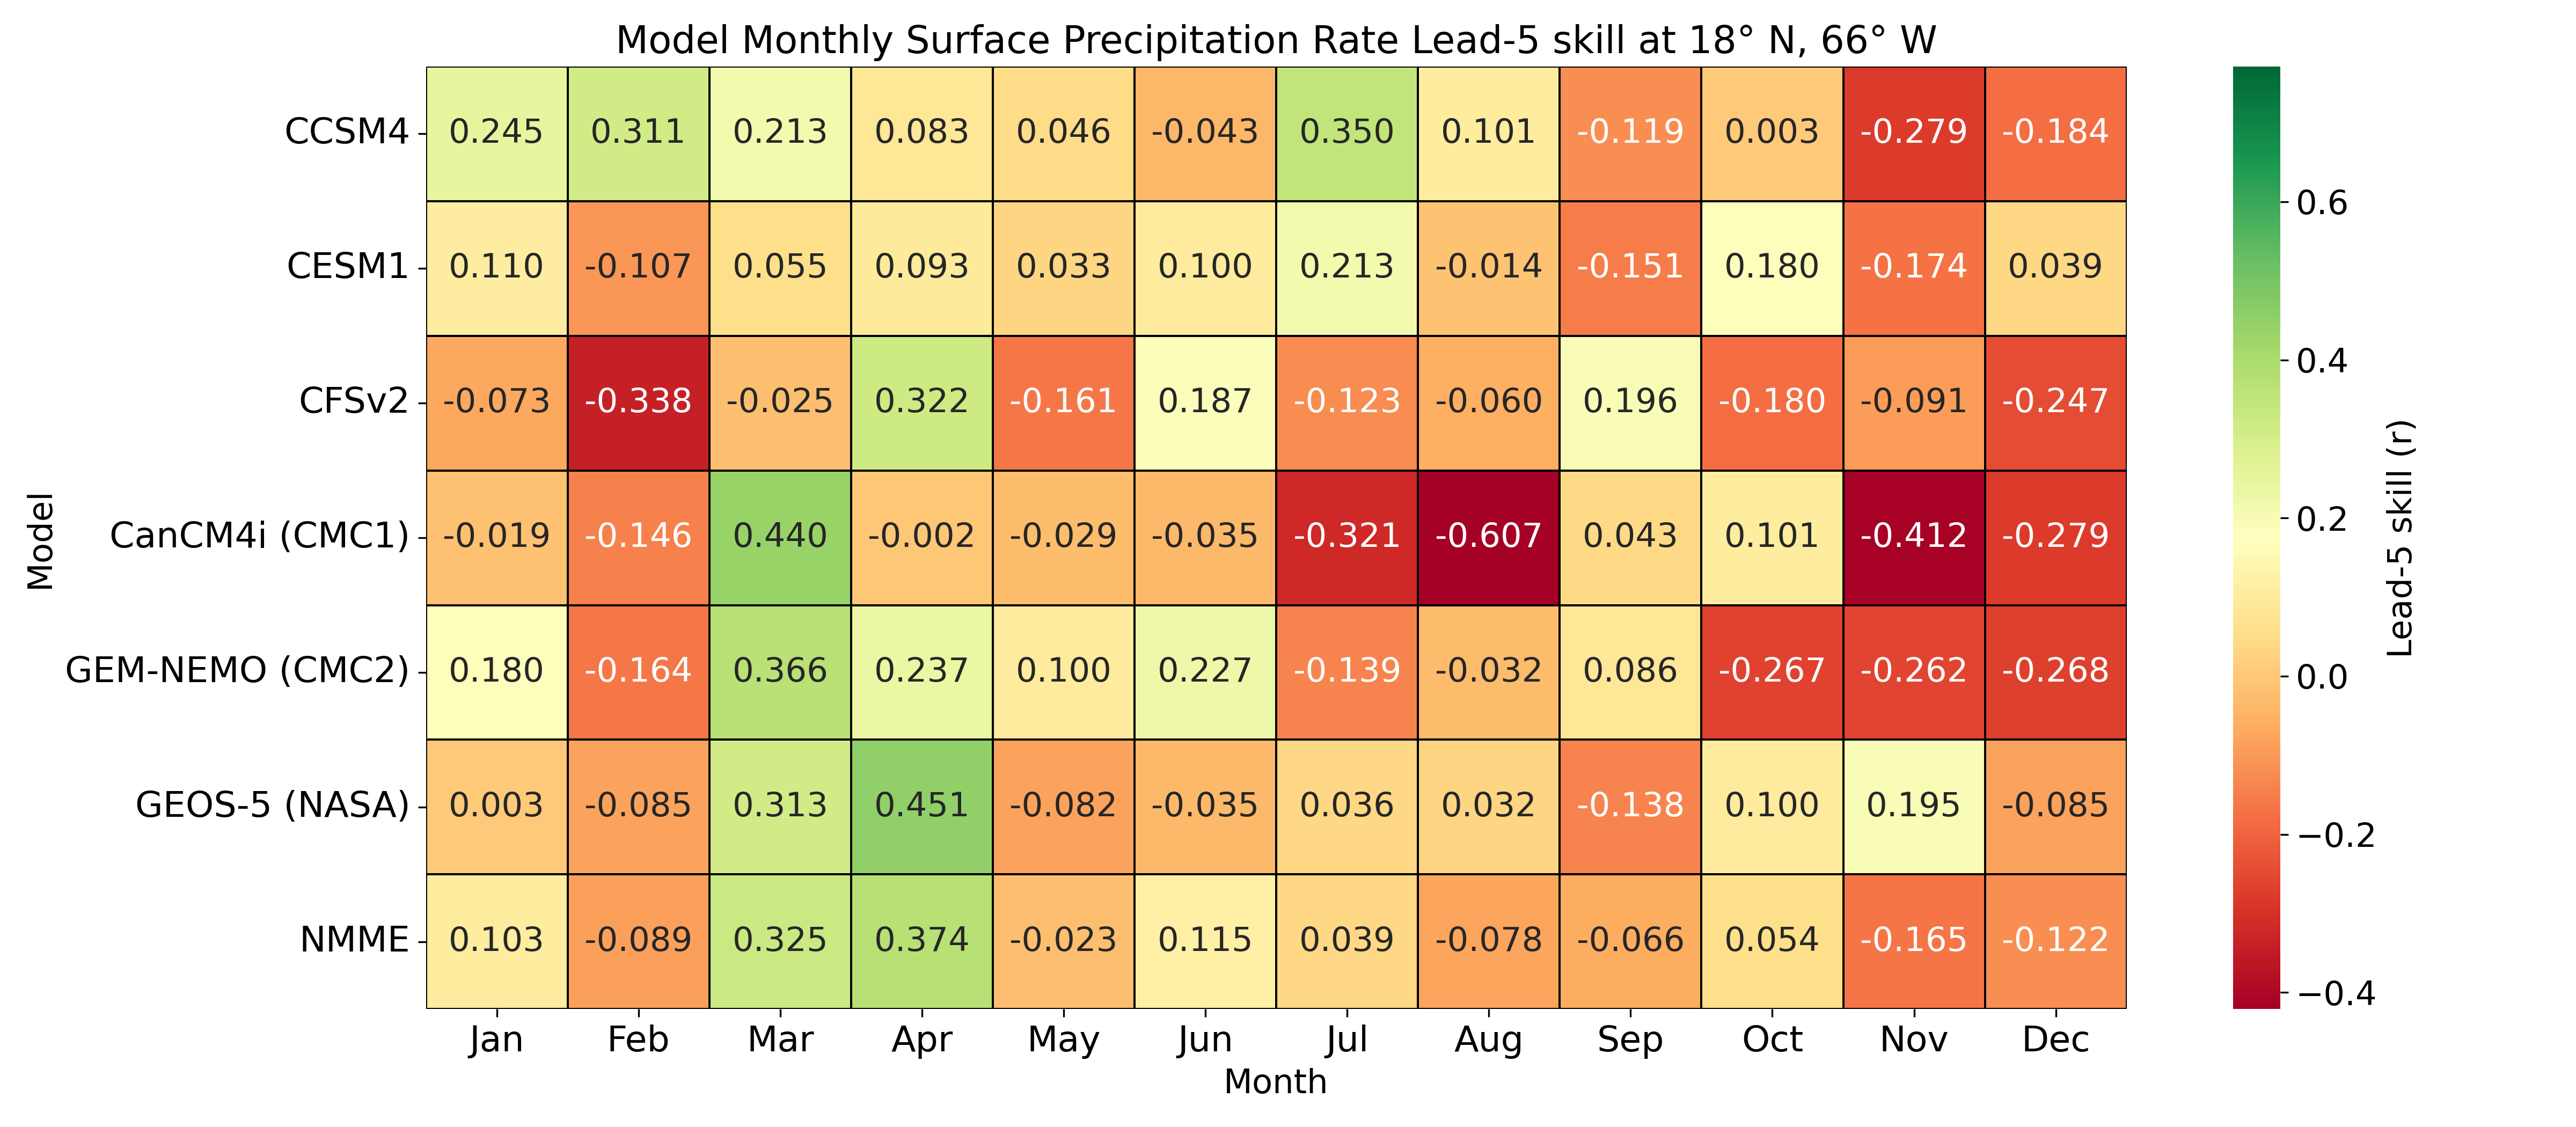 Model Monthly Surface Precipitation Rate Lead-5 skill at 18° N, 66° W
CCSM4 0.245 0.311 0.213 0.083 0.046 -0.043 0.350 0.101 -0.119 0.003 -0.279 -0.184
CESM1 0.110 -0.107 0.055 0.093 0.033 0.100 0.213 -0.014 -0.151 0.180 -0.174 0.039
CFSv2 -0.073 -0.338 -0.025 0.322 -0.161 0.187 -0.123 -0.060 0.196 -0.180 -0.091 -0.247
CanCM4i (CMC1) -0.019 -0.146 0.440 -0.002 -0.029 -0.035 -0.321 -0.607 0.043 0.101 -0.412 -0.279
GEM-NEMO (CMC2) 0.180 -0.164 0.366 0.237 0.100 0.227 -0.139 -0.032 0.086 -0.267 -0.262 -0.268
GEOS-5 (NASA) 0.003 -0.085 0.313 0.451 -0.082 -0.035 0.036 0.032 -0.138 0.100 0.195 -0.085
NMME 0.103 -0.089 0.325 0.374 -0.023 0.115 0.039 -0.078 -0.066 0.054 -0.165 -0.122
Jan Feb Mar Apr May Jun Jul Aug Sep Oct Nov Dec
Month
Model
0.6
0.4
0.2
0.0
−0.2
−0.4
Lead-5 skill (r)